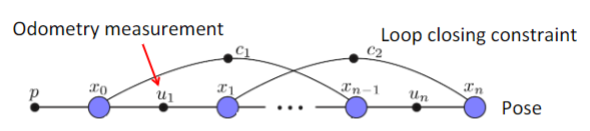 Odometry measurement
c₁ c₂ Loop closing constraint
p x₀ u₁ x₁ ... xₙ₋₁ uₙ xₙ
Pose